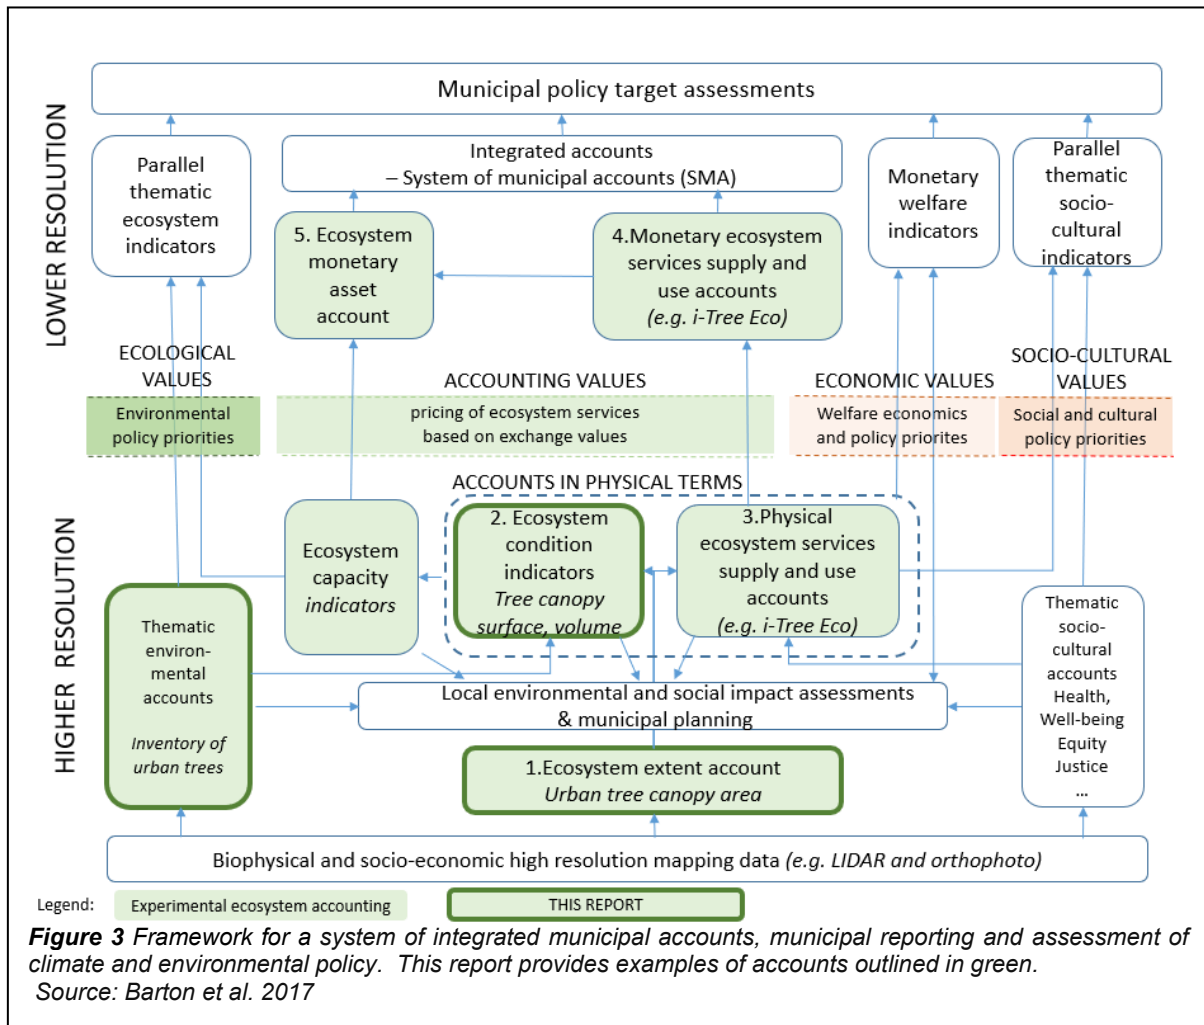 Municipal policy target assessments
LOWER RESOLUTION
Parallel
thematic
ecosystem
indicators
Integrated accounts
– System of municipal accounts (SMA)
Monetary
welfare
indicators
Parallel
thematic
socio-
cultural
indicators
5. Ecosystem
monetary
asset
account
4.Monetary ecosystem
services supply and
use accounts
(e.g. i-Tree Eco)
ECOLOGICAL
VALUES
ACCOUNTING VALUES
ECONOMIC VALUES
SOCIO-CULTURAL
VALUES
Environmental
policy priorities
pricing of ecosystem services
based on exchange values
Welfare economics
and policy priorites
Social and cultural
policy priorities
HIGHER RESOLUTION
ACCOUNTS IN PHYSICAL TERMS
Ecosystem
capacity
indicators
2. Ecosystem
condition
indicators
Tree canopy
surface, volume
3.Physical
ecosystem services
supply and use
accounts
(e.g. i-Tree Eco)
Thematic
environ-
mental
accounts
Inventory of
urban trees
Thematic
socio-
cultural
accounts
Health,
Well-being
Equity
Justice
...
Local environmental and social impact assessments
& municipal planning
1.Ecosystem extent account
Urban tree canopy area
Biophysical and socio-economic high resolution mapping data (e.g. LIDAR and orthophoto)
Legend:
Experimental ecosystem accounting
THIS REPORT
Figure 3 Framework for a system of integrated municipal accounts, municipal reporting and assessment of
climate and environmental policy. This report provides examples of accounts outlined in green.
Source: Barton et al. 2017